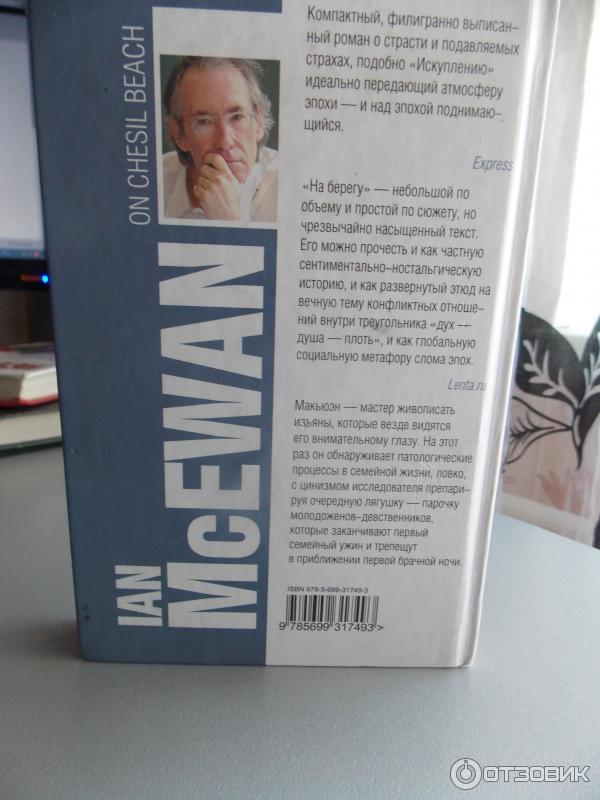 ON CHESIL BEACH
IAN
McEWAN
Компактный, филигранно выписан-
ный роман о страсти и подавляемых
страхах, подобно «Искуплению»
идеально передающий атмосферу
эпохи — и над эпохой поднимаю-
щийся.
Express
«На берегу» — небольшой по
объему и простой по сюжету, но
чрезвычайно насыщенный текст.
Его можно прочесть и как частную
сентиментально-ностальгическую
историю, и как развернутый этюд на
вечную тему конфликтных отноше-
ний внутри треугольника «дух —
душа — плоть», и как глобальную
социальную метафору слома эпох.
Lenta.ru
Макьюэн — мастер живописать
изъяны, которые везде видятся
его внимательному глазу. На этот
раз он обнаруживает патологические
процессы в семейной жизни, ловко,
с цинизмом исследователя препари-
руя очередную лягушку — парочку
молодоженов-девственников,
которые заканчивают первый
семейный ужин и трепещут
в приближении первой брачной ночи.
ISBN 978-5-699-31749-3
9 785699 317493 >
ОТЗОВИК